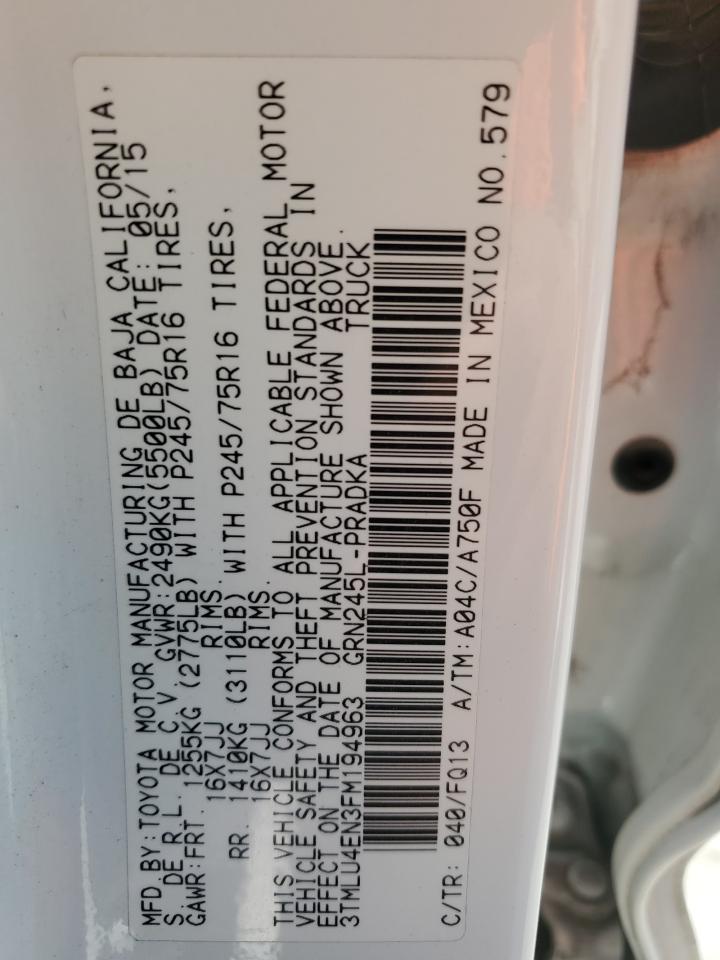 MFD.BY:TOYOTA MOTOR MANUFACTURING DE BAJA CALIFORNIA,
S. DE R.L. DE C.V. GVWR:2490KG(5500LB) DATE: 05/15
GAWR:FRT. 1255KG (2775LB) WITH P245/75R16 TIRES,
16X7JJ RIMS.
RR. 1410KG (3110LB) WITH P245/75R16 TIRES,
16X7JJ RIMS.
THIS VEHICLE CONFORMS TO ALL APPLICABLE FEDERAL MOTOR
VEHICLE SAFETY AND THEFT PREVENTION STANDARDS IN
EFFECT ON THE DATE OF MANUFACTURE SHOWN ABOVE.
3TMLU4EN3FM194963 GRN245L-PRADKA TRUCK
C/TR: 040/FQ13 A/TM:A04C/A750F MADE IN MEXICO NO.579